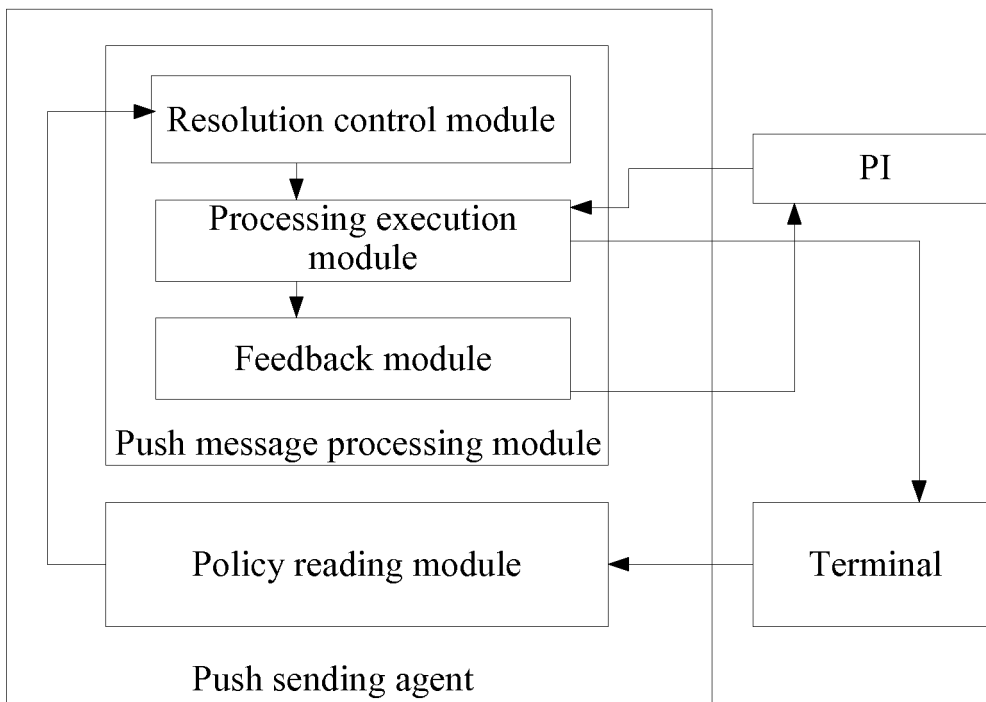 Resolution control module
PI
Processing execution
module
Feedback module
Push message processing module
Policy reading module
Terminal
Push sending agent